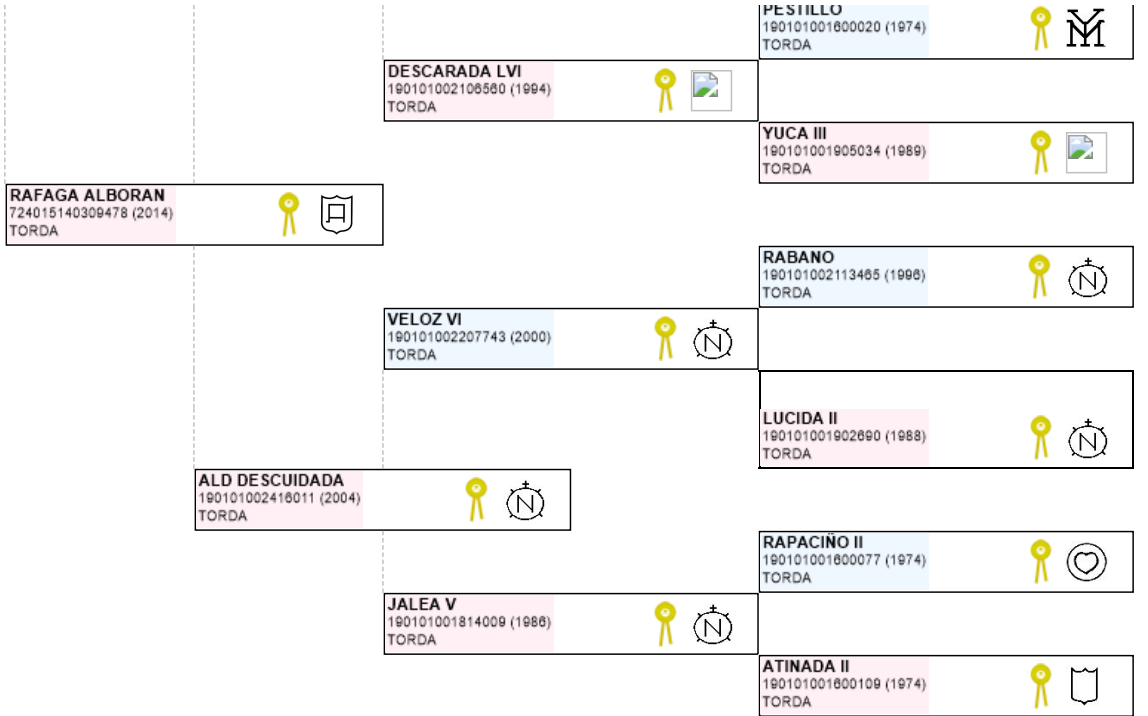 PESTILLO
190101001600020 (1974)
TORDA
DESCARADA LVI
190101002106560 (1994)
TORDA
YUCA III
190101001905034 (1989)
TORDA
RAFAGA ALBORAN
724015140309478 (2014)
TORDA
RABANO
190101002113465 (1996)
TORDA
VELOZ VI
190101002207743 (2000)
TORDA
LUCIDA II
190101001902690 (1988)
TORDA
ALD DESCUIDADA
190101002416011 (2004)
TORDA
RAPACIÑO II
190101001600077 (1974)
TORDA
JALEA V
190101001814009 (1986)
TORDA
ATINADA II
190101001600109 (1974)
TORDA